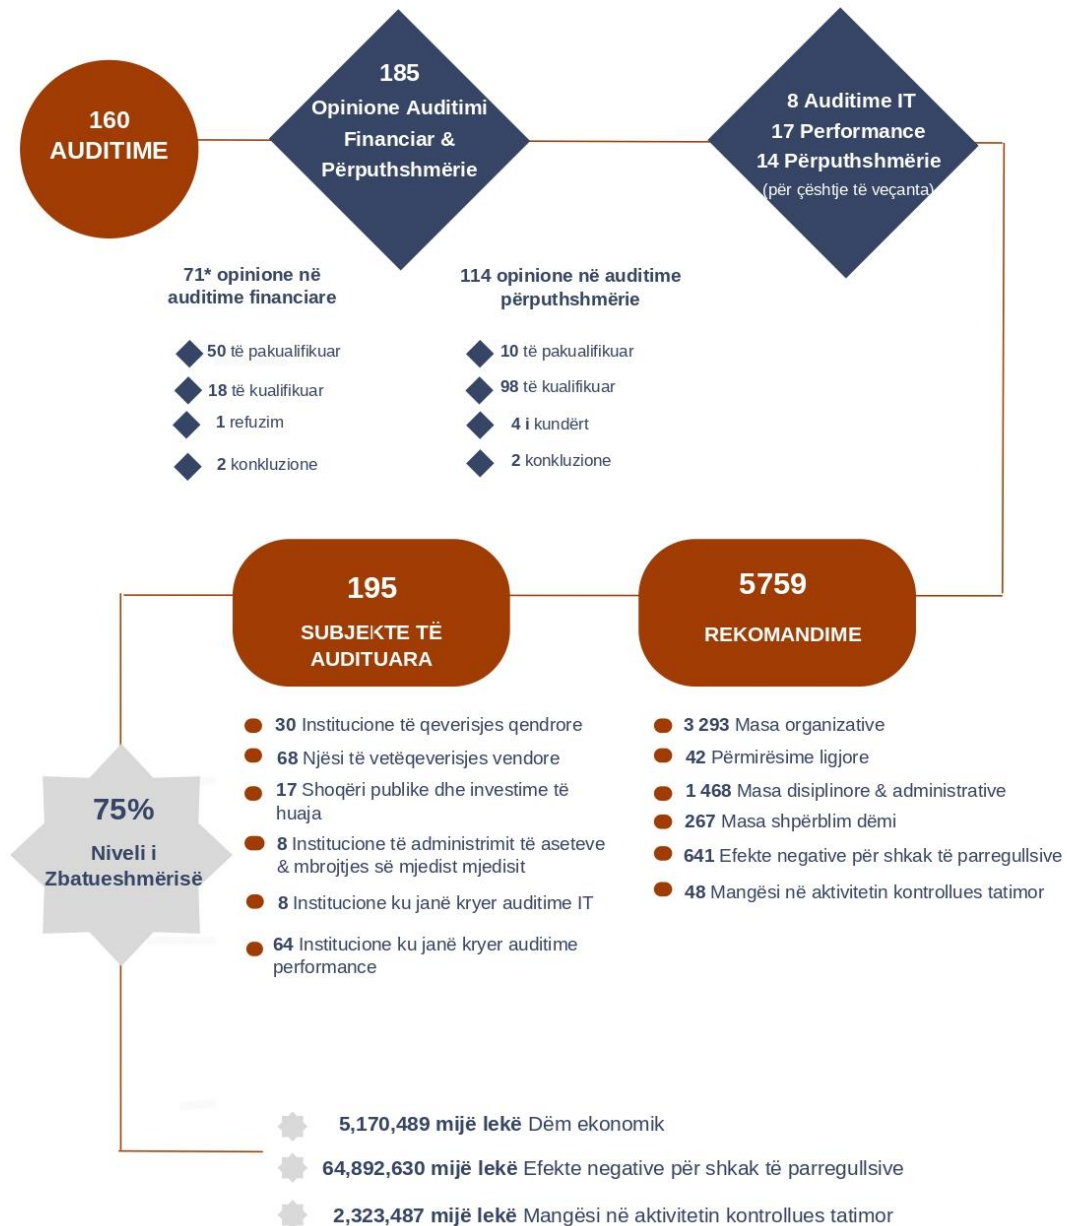 160
AUDITIME
185
Opinione Auditimi
Financiar &
Përputhshmërie
8 Auditime IT
17 Performance
14 Përputhshmërie
(për çështje të veçanta)
71* opinione në
auditime financiare
50 të pakualifikuar
18 të kualifikuar
1 refuzim
2 konkluzione
114 opinione në auditime
përputhshmërie
10 të pakualifikuar
98 të kualifikuar
4 i kundërt
2 konkluzione
195
SUBJEKTE TË
AUDITUARA
30 Institucione të qeverisjes qendrore
68 Njësi të vetëqeverisjes vendore
17 Shoqëri publike dhe investime të
huaja
8 Institucione të administrimit të aseteve
& mbrojtjes së mjedist mjedisit
8 Institucione ku janë kryer auditime IT
64 Institucione ku janë kryer auditime
performance
5759
REKOMANDIME
3 293 Masa organizative
42 Përmirësime ligjore
1 468 Masa disiplinore & administrative
267 Masa shpërblim dëmi
641 Efekte negative për shkak të parregullsive
48 Mangësi në aktivitetin kontrollues tatimor
75%
Niveli i
Zbatueshmërisë
5,170,489 mijë lekë Dëm ekonomik
64,892,630 mijë lekë Efekte negative për shkak të parregullsive
2,323,487 mijë lekë Mangësi në aktivitetin kontrollues tatimor